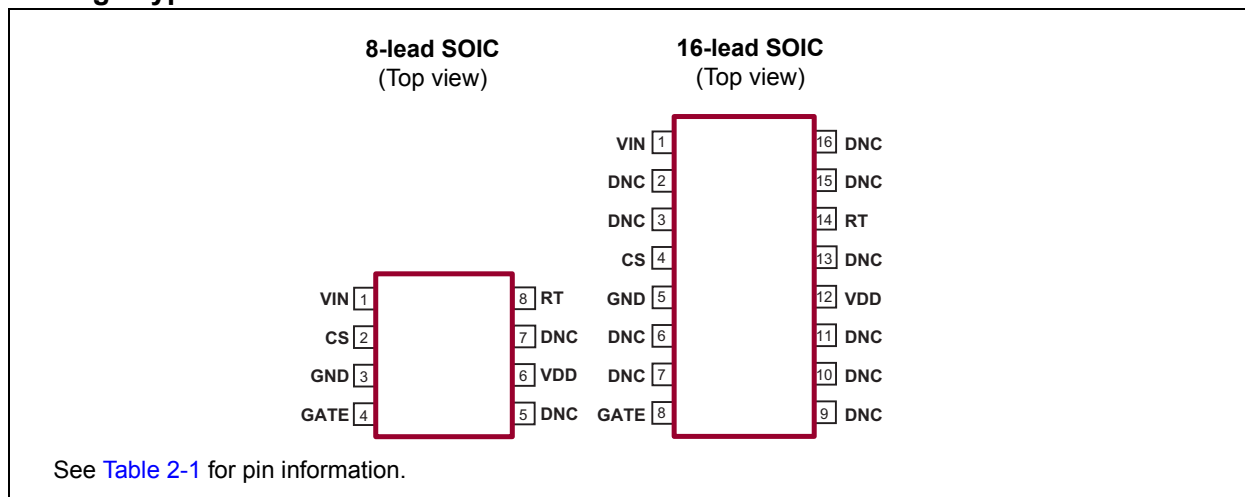 8-lead SOIC
(Top view)
VIN 1
CS 2
GND 3
GATE 4
8 RT
7 DNC
6 VDD
5 DNC
16-lead SOIC
(Top view)
VIN 1
DNC 2
DNC 3
CS 4
GND 5
DNC 6
DNC 7
GATE 8
16 DNC
15 DNC
14 RT
13 DNC
12 VDD
11 DNC
10 DNC
9 DNC
See Table 2-1 for pin information.